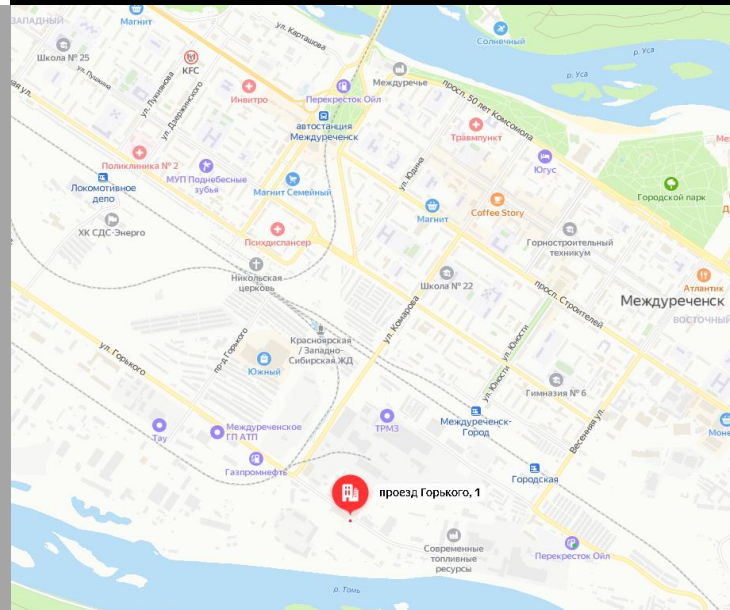 ЗАПАДНЫЙ
Магнит
ул. Карташова
Солнечный
р. Уса
р. Уса
Школа № 25
ул. Пушкина
KFC
ул. Лукиянова
ул. Дзержинского
Инвитро
Перекресток Ойл
Междуречье
просп. 50 лет Комсомола
автостанция
Междуреченск
Травмпункт
Поликлиника № 2
МУП Поднебесные
зубья
Магнит Семейный
ул. Юдина
Югус
Городской парк
Локомотивное
депо
ХК СДС-Энерго
Магнит
Coffee Story
Психдиспансер
Горностроительный
техникум
Никольская
церковь
Школа № 22
просп. Строителей
Атлантик
Междуреченск
ВОСТОЧНЫЙ
ул. Горького
пр-д Горького
Красноярская
/ Западно-
Сибирская ЖД
ул. Комарова
ул. Юности
ул. Юности
Южный
Гимназия № 6
Тау
Междуреченское
ГП АТП
ТРМЗ
Междуреченск-
Город
Весенняя ул.
Газпромнефть
Городская
проезд Горького, 1
Современные
топливные
ресурсы
Перекресток Ойл
р. Томь